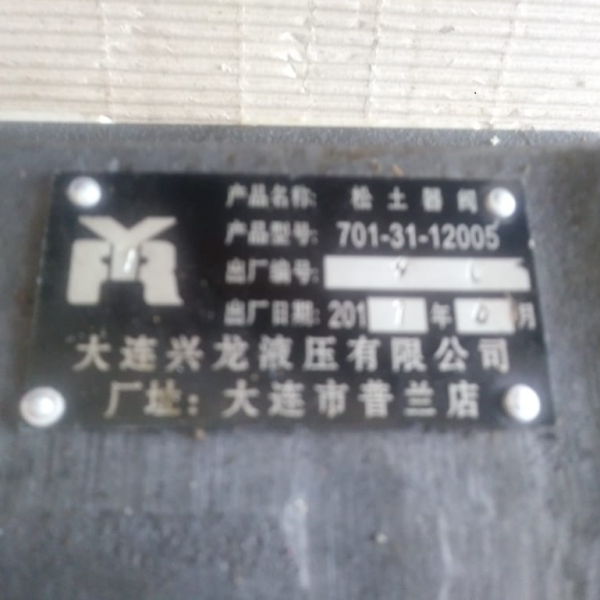 产品名称: 松土器阀
产品型号: 701-31-12005
出厂编号:
出厂日期: 201 年 月
大连兴龙液压有限公司
厂址: 大连市普兰店